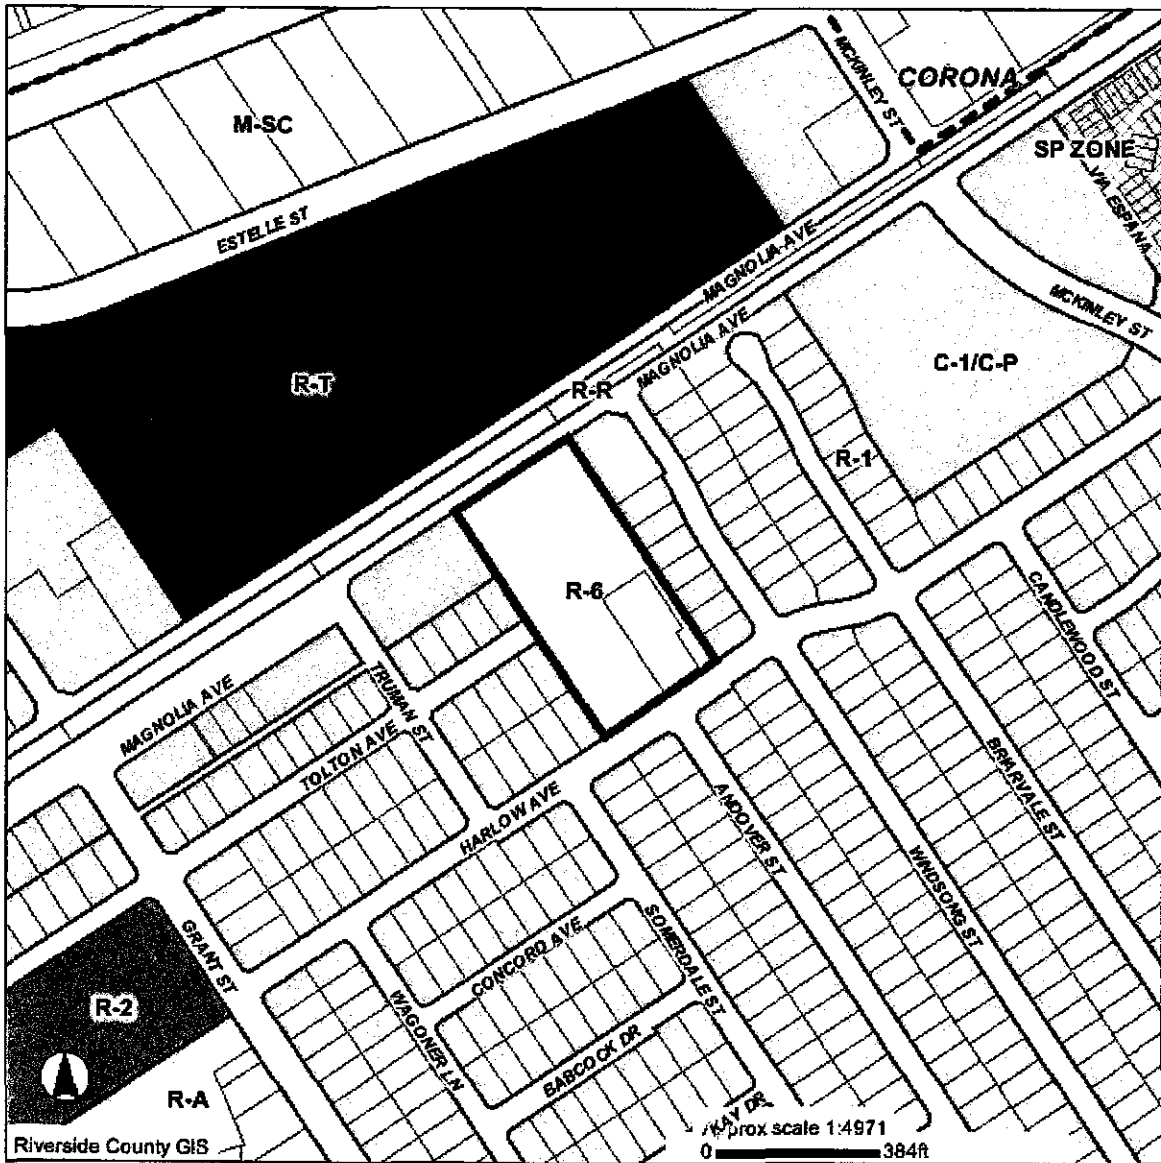 MCKINLEY ST
CORONA
M-SC
SP ZONE
VIA ESPANA
ESTELLE ST
MAGNOLIA AVE
MCKINLEY ST
MAGNOLIA AVE
C-1/C-P
R-T
R-R
R-1
R-6
CANDLEWOOD ST
MAGNOLIA AVE
TRUMAN ST
TOLTON AVE
HARLOW AVE
ANDOVER ST
BRIARVALE ST
WINDSONG ST
GRANT ST
CONCORD AVE
SOMERDALE ST
R-2
WAGONER LN
BABCOCK DR
R-A
KAY DR
prox scale 1:4971
Riverside County GIS
0 384ft